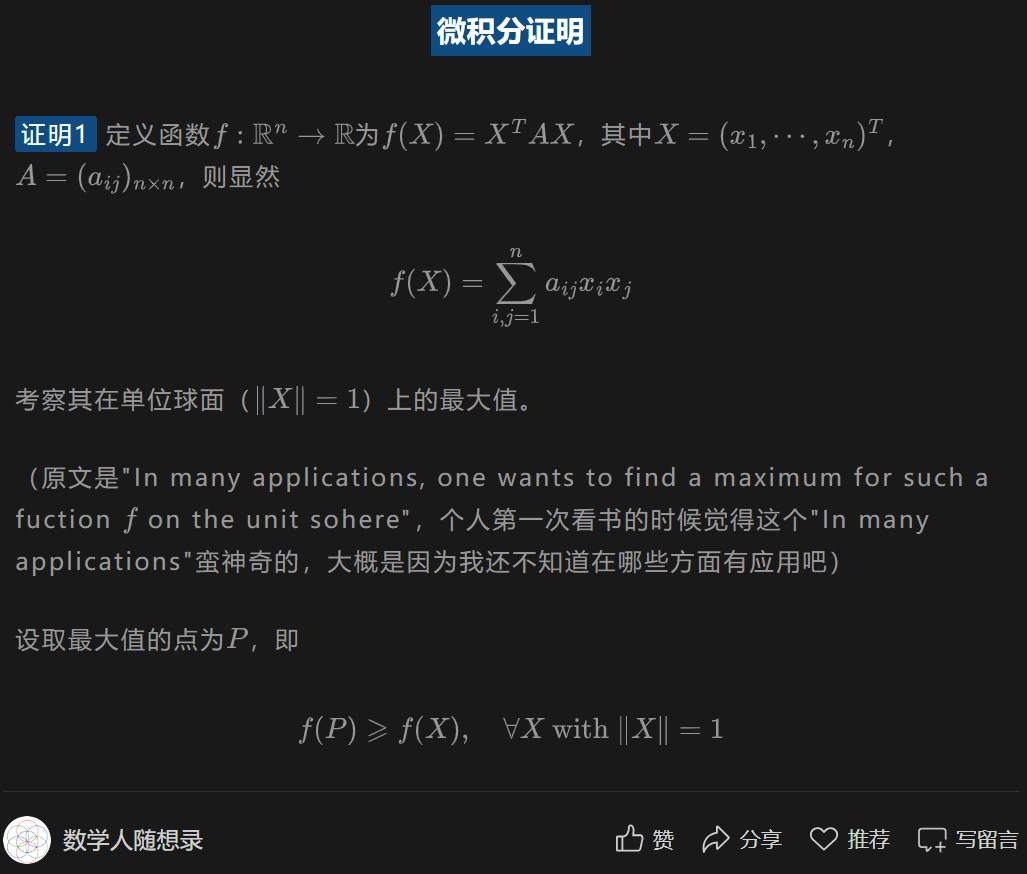 微积分证明
证明1 定义函数f : ℝⁿ → ℝ为f(X) = XᵀAX，其中X = (x₁, ⋯, xₙ)ᵀ,
A = (aᵢⱼ)ₙ×ₙ，则显然
f(X) = ∑_{i,j=1}^{n} aᵢⱼxᵢxⱼ
考察其在单位球面（‖X‖ = 1）上的最大值。
（原文是"In many applications, one wants to find a maximum for such a
fuction f on the unit sohere"，个人第一次看书的时候觉得这个"In many
applications"蛮神奇的，大概是因为我还不知道在哪些方面有应用吧）
设取最大值的点为P，即
f(P) ⩾ f(X), ∀X with ‖X‖ = 1
数学人随想录 赞 分享 推荐 写留言